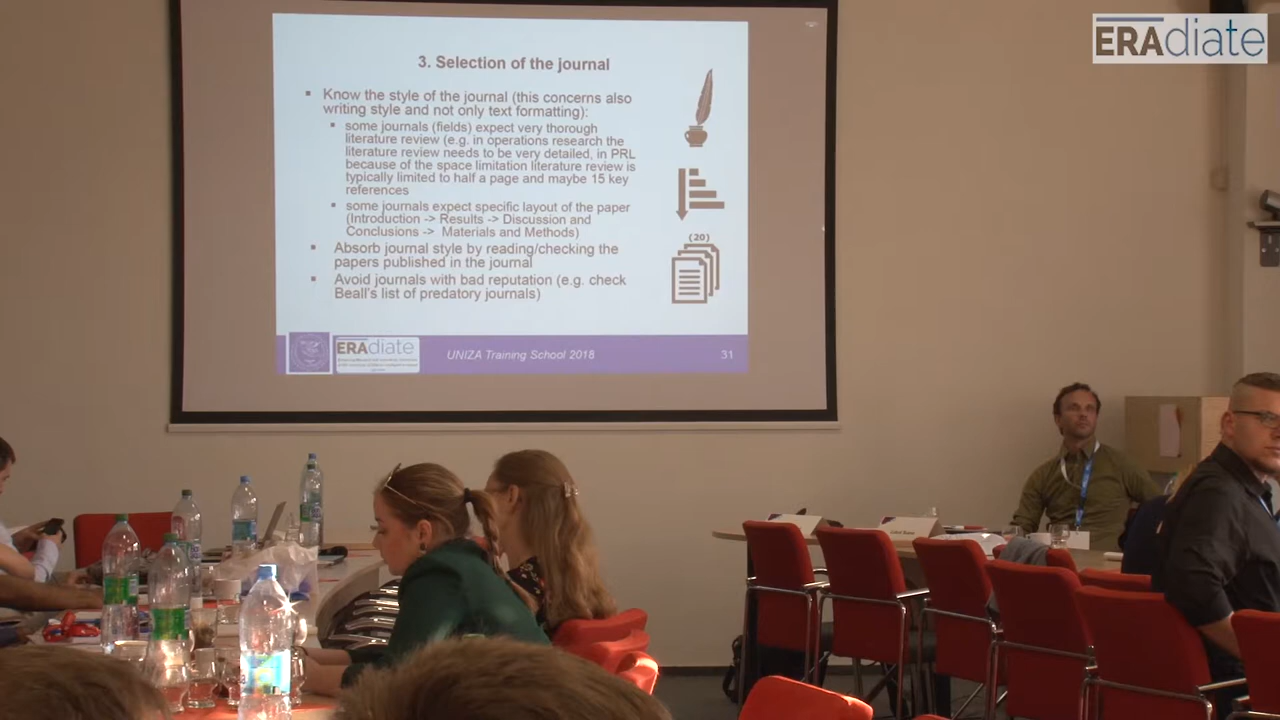 ERAdiate
3. Selection of the journal
▪ Know the style of the journal (this concerns also
writing style and not only text formatting):
▪ some journals (fields) expect very thorough
literature review (e.g. in operations research the
literature review needs to be very detailed, in PRL
because of the space limitation literature review is
typically limited to half a page and maybe 15 key
references
▪ some journals expect specific layout of the paper
(Introduction -> Results -> Discussion and
Conclusions -> Materials and Methods)
▪ Absorb journal style by reading/checking the
papers published in the journal
▪ Avoid journals with bad reputation (e.g. check
Beall's list of predatory journals)
(20)
ERAdiate
UNIZA Training School 2018
31